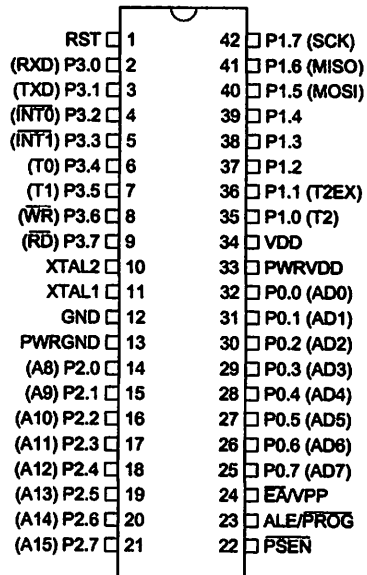 RST 1 42 P1.7 (SCK)
(RXD) P3.0 2 41 P1.6 (MISO)
(TXD) P3.1 3 40 P1.5 (MOSI)
(INT0) P3.2 4 39 P1.4
(INT1) P3.3 5 38 P1.3
(T0) P3.4 6 37 P1.2
(T1) P3.5 7 36 P1.1 (T2EX)
(WR) P3.6 8 35 P1.0 (T2)
(RD) P3.7 9 34 VDD
XTAL2 10 33 PWRVDD
XTAL1 11 32 P0.0 (AD0)
GND 12 31 P0.1 (AD1)
PWRGND 13 30 P0.2 (AD2)
(A8) P2.0 14 29 P0.3 (AD3)
(A9) P2.1 15 28 P0.4 (AD4)
(A10) P2.2 16 27 P0.5 (AD5)
(A11) P2.3 17 26 P0.6 (AD6)
(A12) P2.4 18 25 P0.7 (AD7)
(A13) P2.5 19 24 EA/VPP
(A14) P2.6 20 23 ALE/PROG
(A15) P2.7 21 22 PSEN